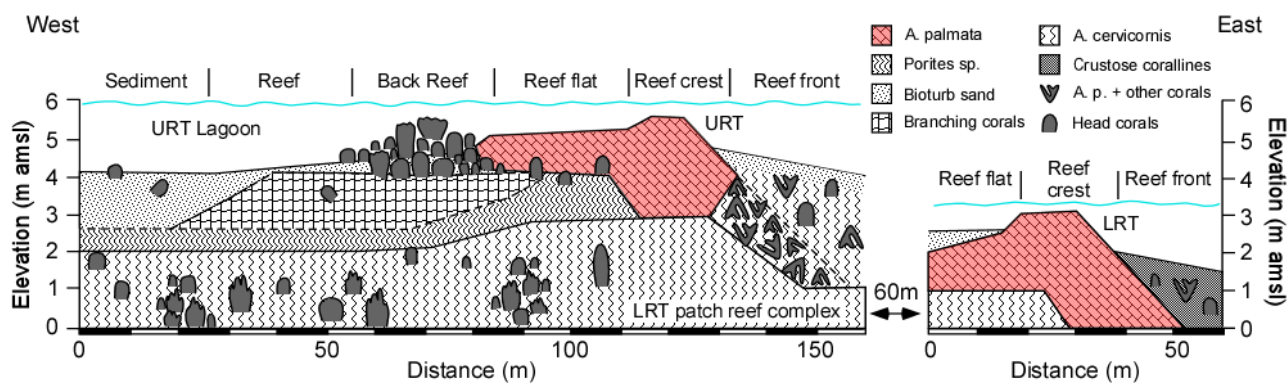 West
East
A. palmata
A. cervicornis
Porites sp.
Crustose corallines
Bioturb sand
A. p. + other corals
Branching corals
Head corals
Sediment
Reef
Back Reef
Reef flat
Reef crest
Reef front
URT Lagoon
URT
LRT patch reef complex
Elevation (m amsl)
6
5
4
3
2
1
0
0
50
100
150
Distance (m)
60m
Reef flat
Reef
crest
Reef front
LRT
0
50
Distance (m)
6
5
4
3
2
1
0
Elevation (m amsl)